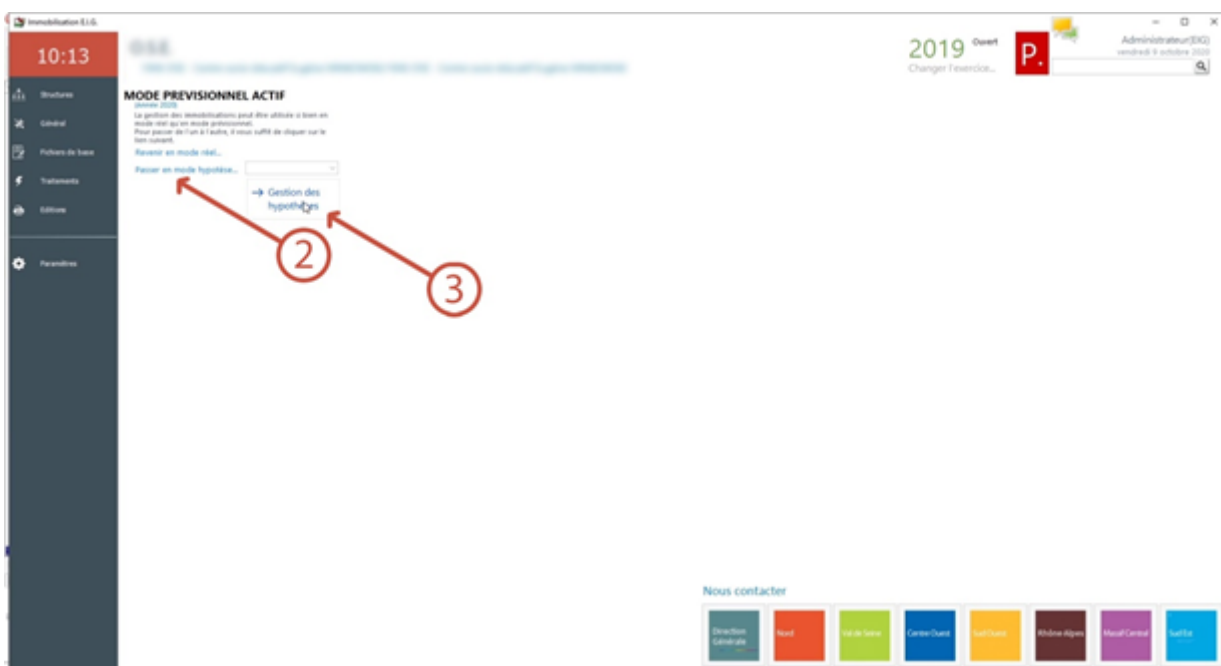 Immobilisation E.I.G.
10:13
O.S.E.
2019 Ouvert
Changer l'exercice...
P.
Administrateur(EIG)
vendredi 9 octobre 2020
Structures
Général
Fichiers de base
Traitements
Editions
Paramètres
MODE PREVISIONNEL ACTIF
(Année 2020)
La gestion des immobilisations peut être utilisée si bien en
mode réel qu'en mode prévisionnel.
Pour passer de l'un à l'autre, il vous suffit de cliquer sur le
lien suivant.
Revenir en mode réel...
Passer en mode hypotèse...
→ Gestion des
hypothèses
2
3
Nous contacter
Direction
Générale
Nord
Val de Seine
Centre Ouest
Sud Ouest
Rhône-Alpes
Massif Central
Sud Est